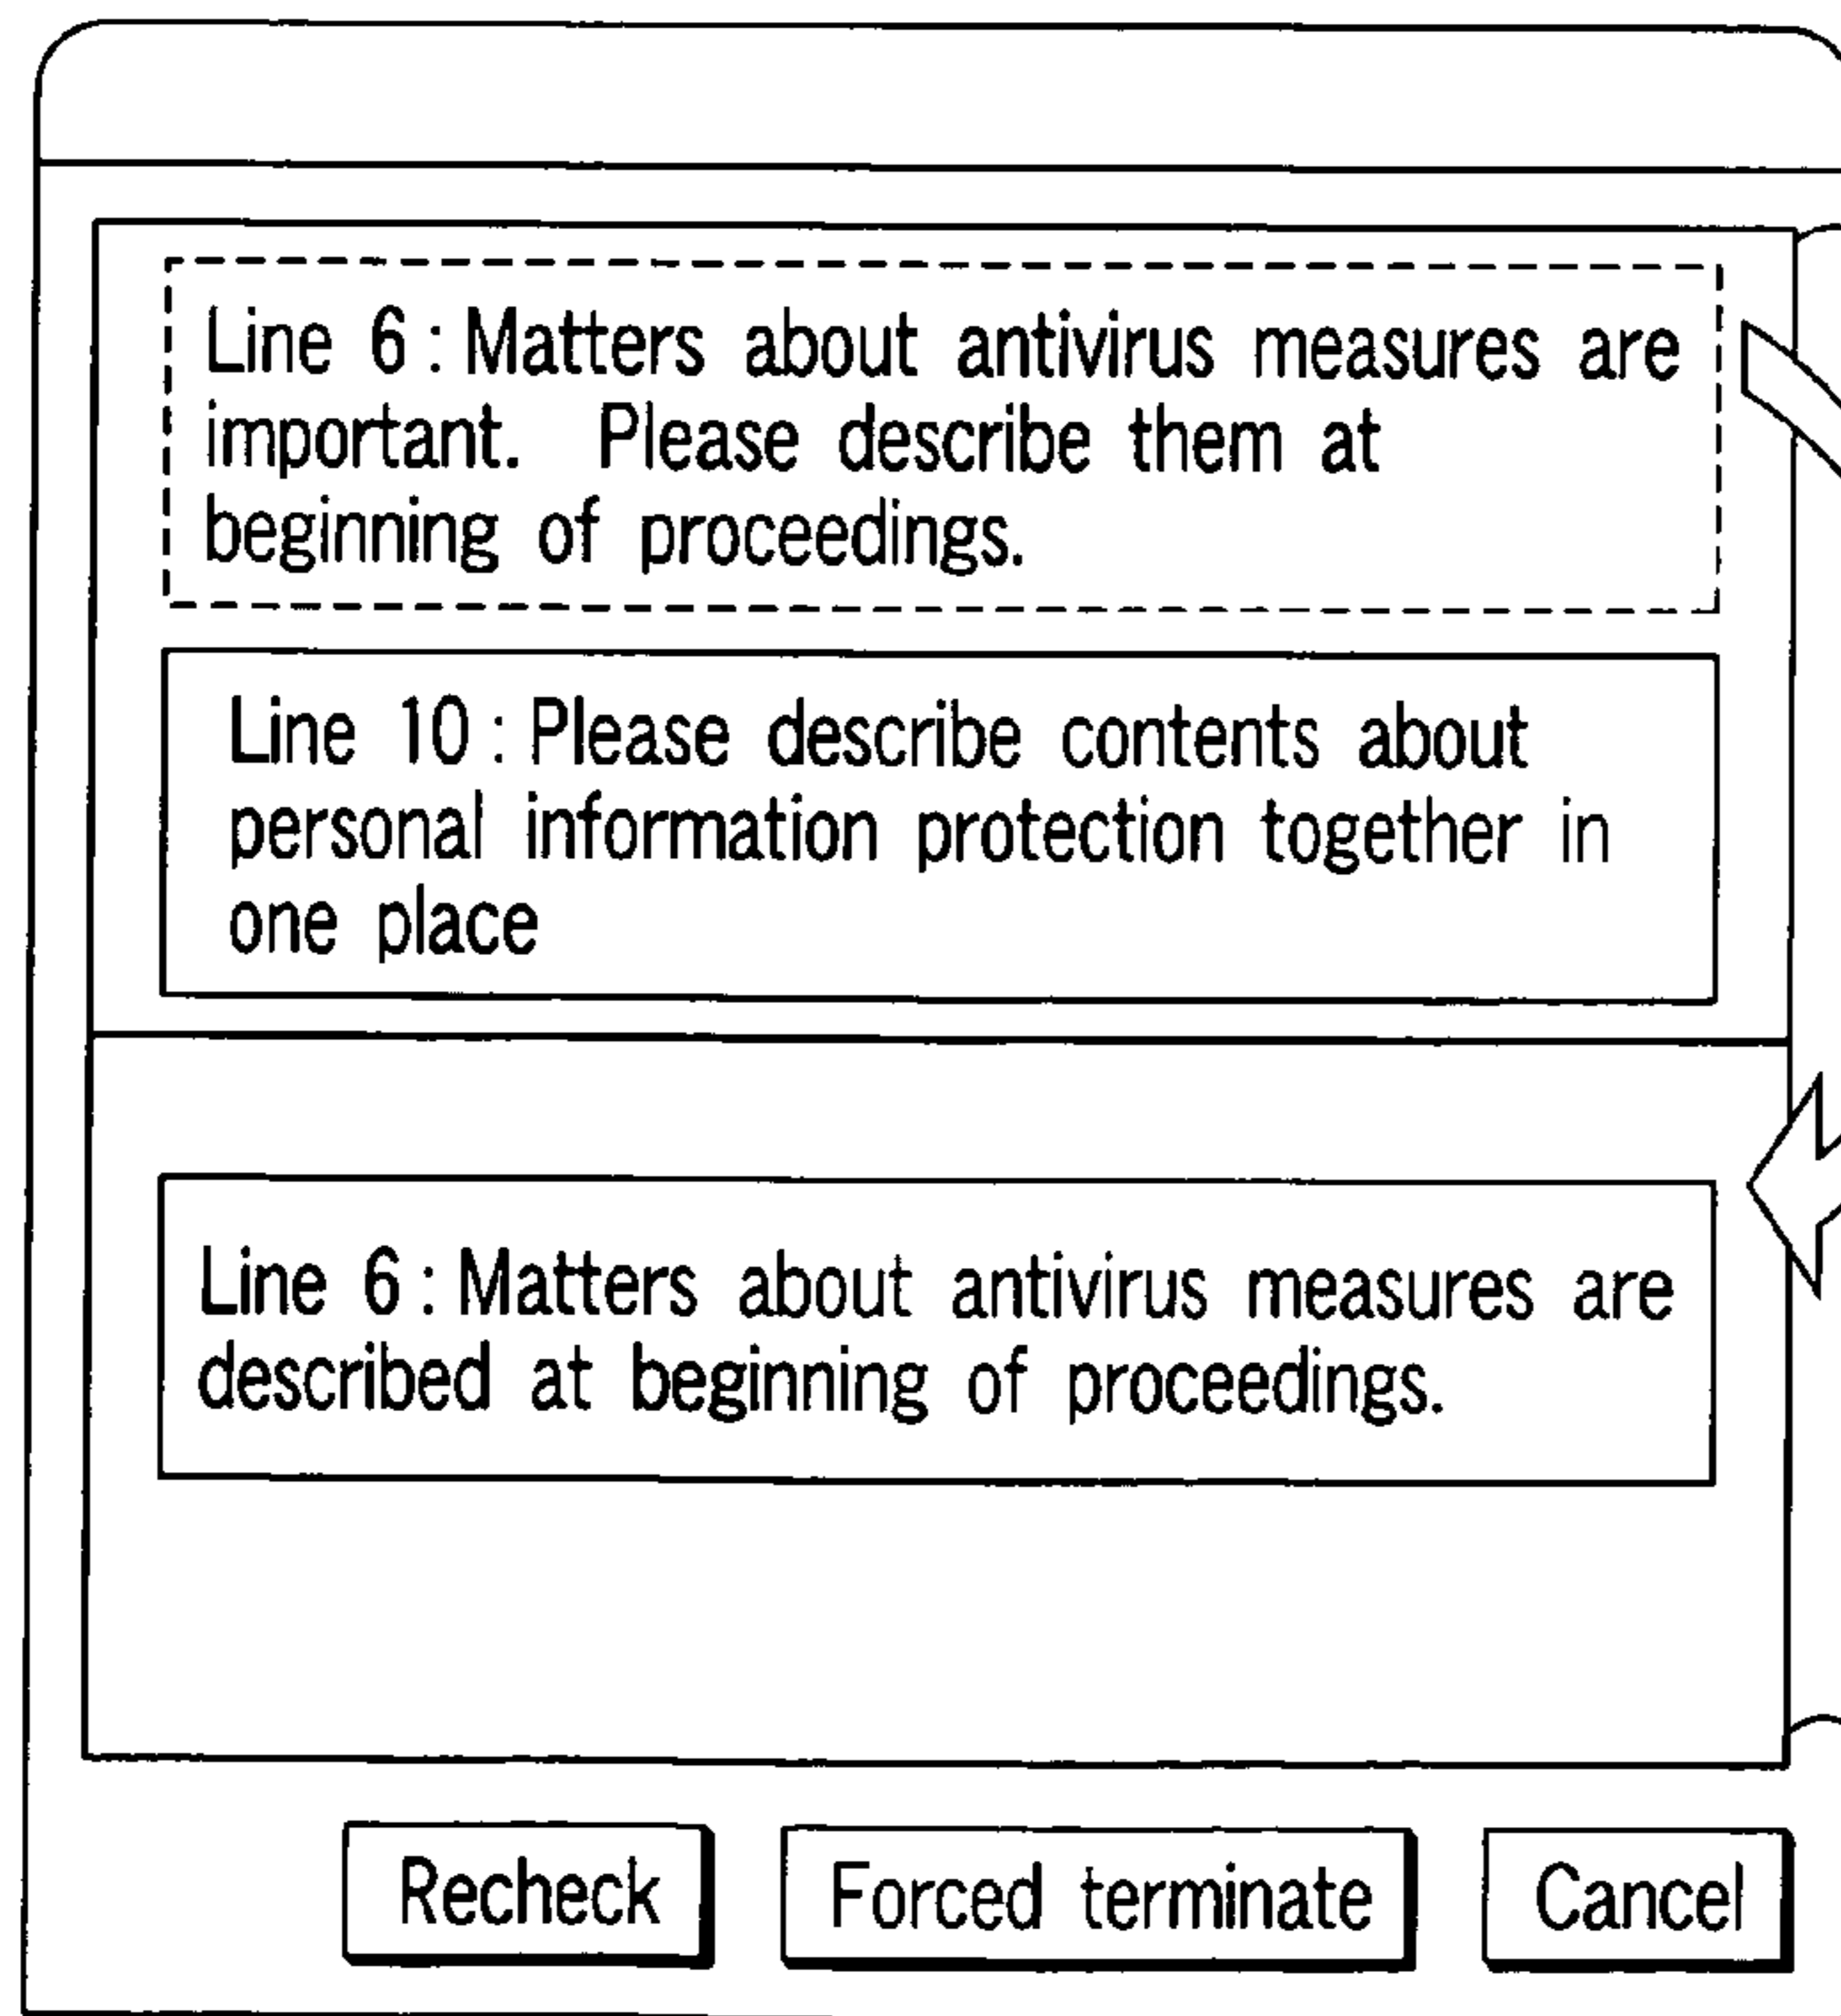 Line 6 : Matters about antivirus measures are
important. Please describe them at
beginning of proceedings.
Line 10 : Please describe contents about
personal information protection together in
one place
Line 6 : Matters about antivirus measures are
described at beginning of proceedings.
Recheck Forced terminate Cancel